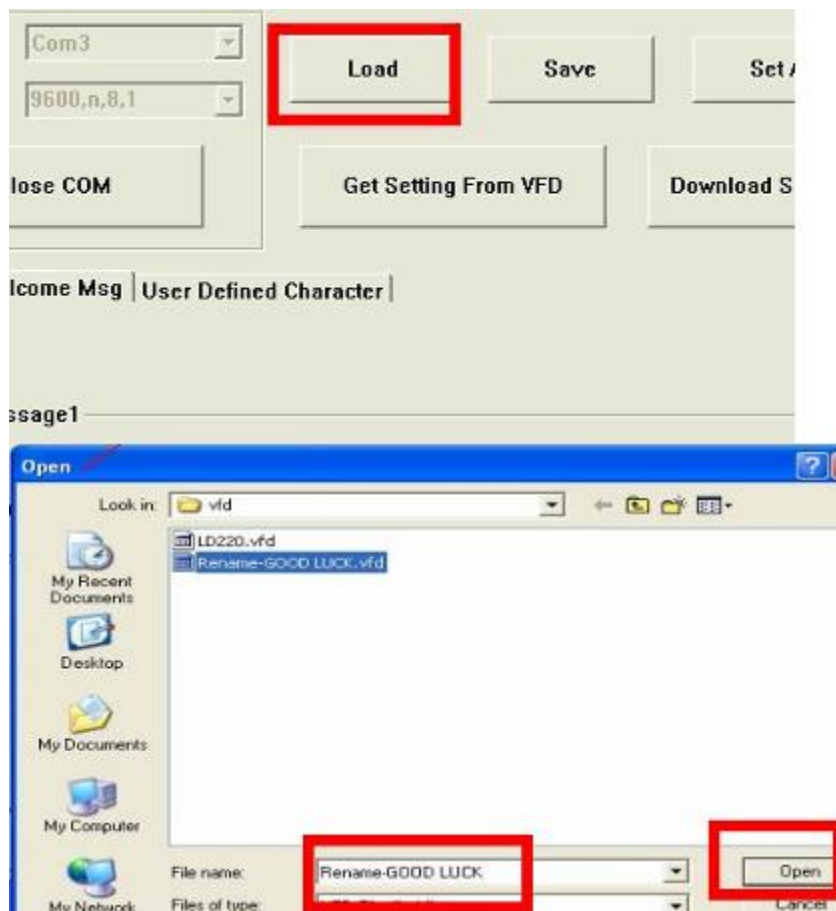 Com3
Load
Save
Set
9600,n,8,1
lose COM
Get Setting From VFD
Download S
lcome Msg
User Defined Character
ssage1
Open
Look in:
vfd
LD220.vfd
Rename-GOOD LUCK.vfd
My Recent
Documents
Desktop
My Documents
My Computer
File name:
Rename-GOOD LUCK
Open
My Network
Files of type:
Cancel